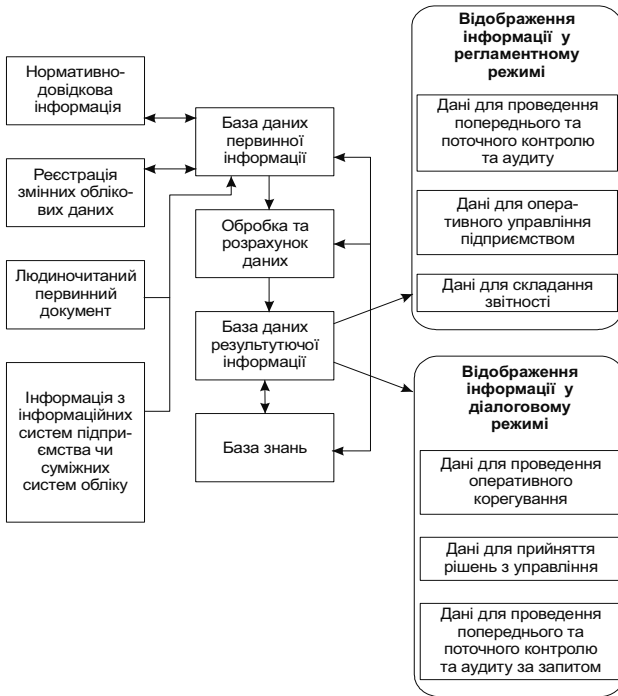 Нормативно-
довідкова
інформація
Реєстрація
змінних обліко-
вих даних
Людиночитаний
первинний
документ
Інформація з
інформаційних
систем підпри-
ємства чи
суміжних
систем обліку
База даних
первинної
інформації
Обробка та
розрахунок
даних
База даних
результутючої
інформації
База знань
Відображення
інформації у
регламентному
режимі
Дані для проведення
попереднього та
поточного контролю
та аудиту
Дані для опера-
тивного управління
підприємством
Дані для складання
звітності
Відображення
інформації у
діалоговому
режимі
Дані для проведення
оперативного
корегування
Дані для прийняття
рішень з управління
Дані для проведення
попереднього та
поточного контролю
та аудиту за запитом